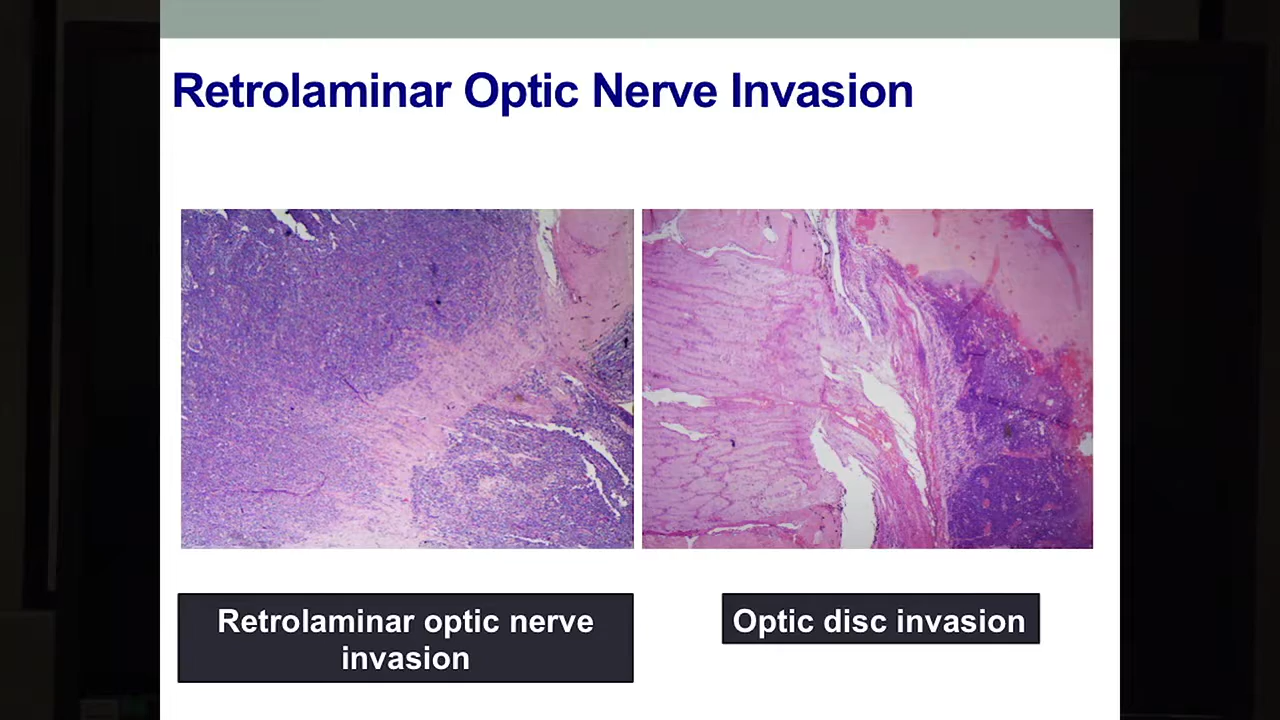 Retrolaminar Optic Nerve Invasion
Retrolaminar optic nerve
invasion
Optic disc invasion